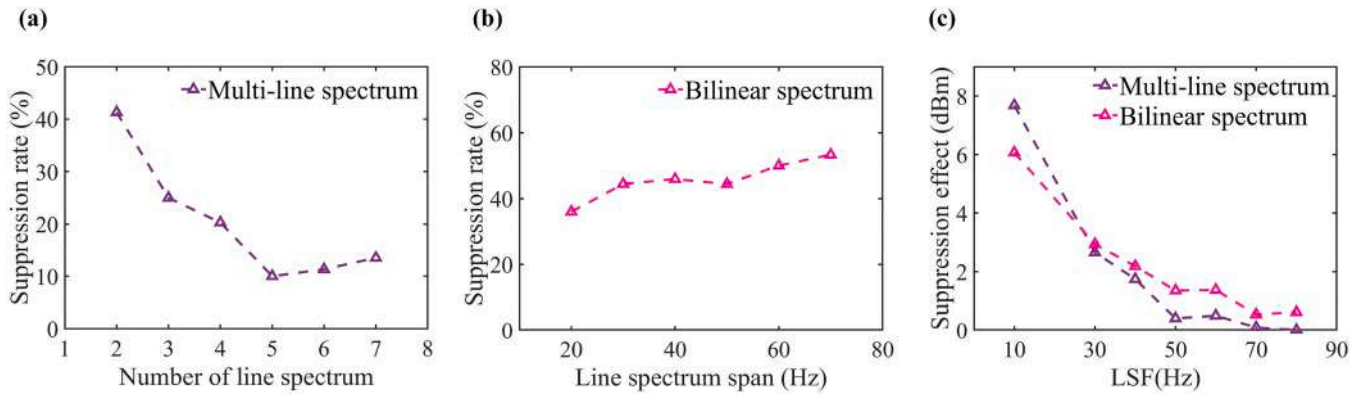 (a)
50
40
30
20
10
0
1 2 3 4 5 6 7 8
Suppression rate (%)
Number of line spectrum
Multi-line spectrum
(b)
80
60
40
20
0
20 40 60 80
Suppression rate (%)
Line spectrum span (Hz)
Bilinear spectrum
(c)
8
6
4
2
0
10 30 50 70 90
Suppression effect (dBm)
LSF(Hz)
Multi-line spectrum
Bilinear spectrum